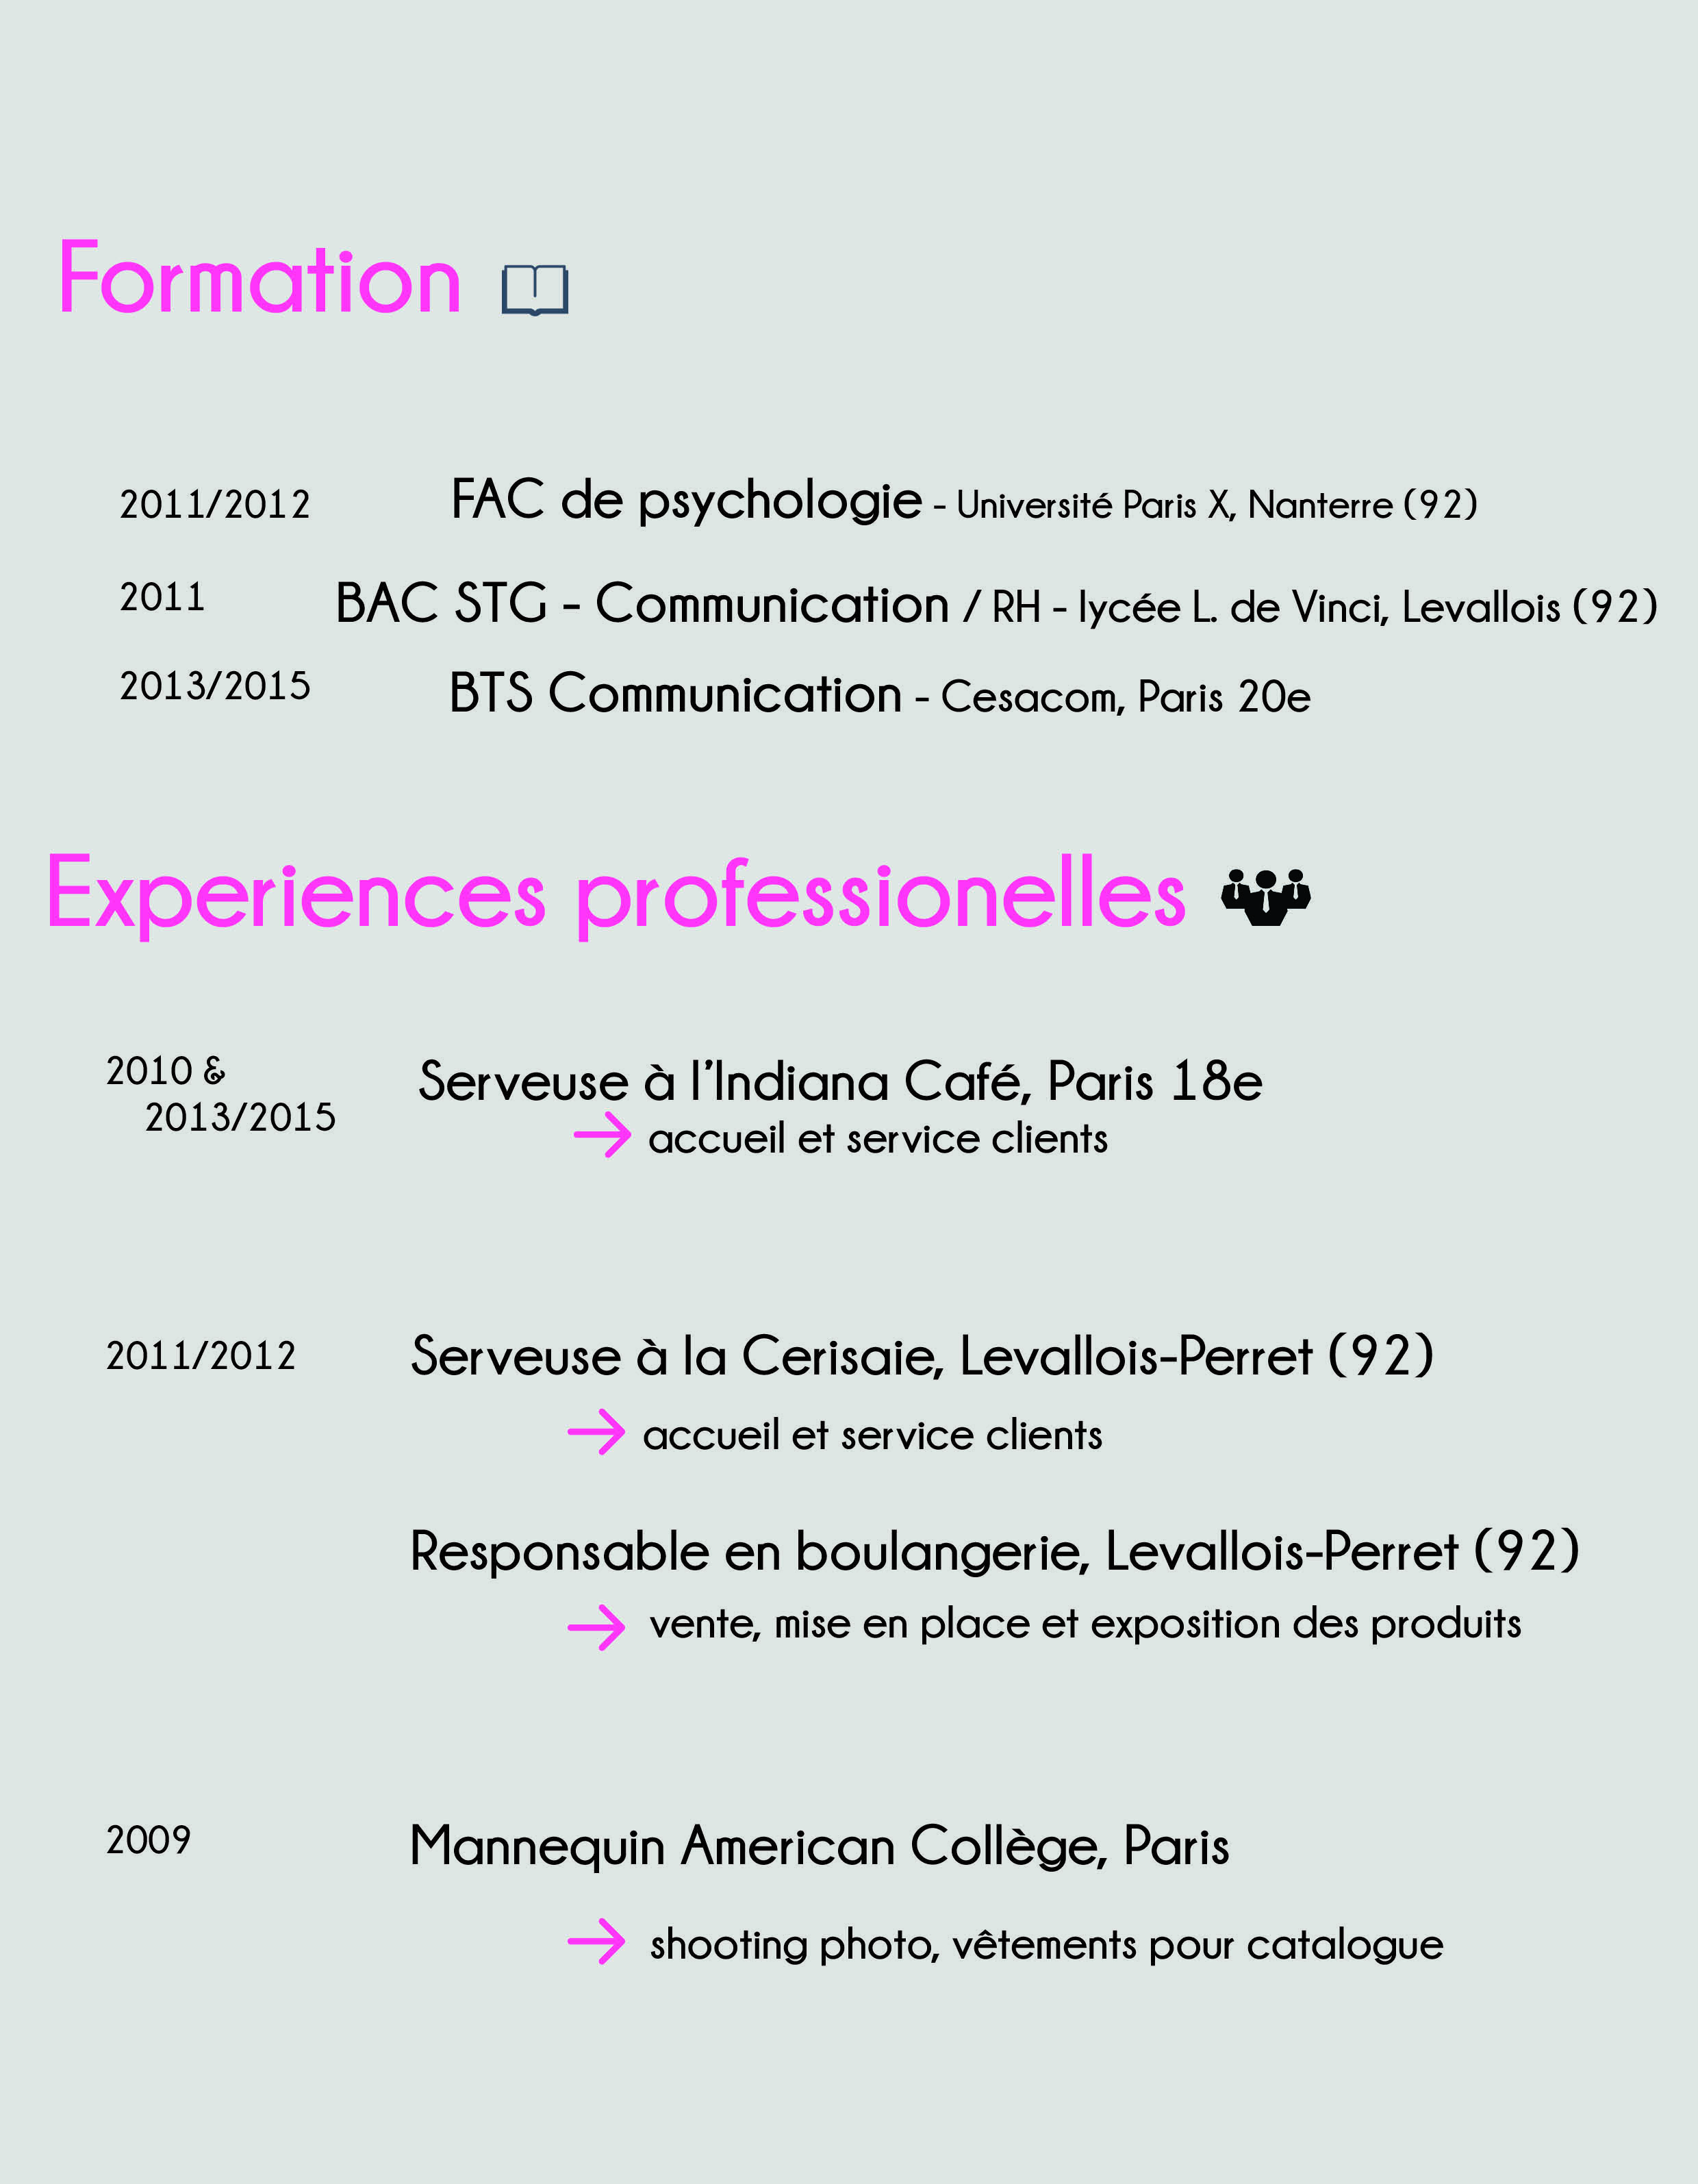 Formation
2011/2012 FAC de psychologie - Université Paris X, Nanterre (92)
2011 BAC STG - Communication / RH - lycée L. de Vinci, Levallois (92)
2013/2015 BTS Communication - Cesacom, Paris 20e
Experiences professionelles
2010 &
2013/2015
Serveuse à l'Indiana Café, Paris 18e
accueil et service clients
2011/2012 Serveuse à la Cerisaie, Levallois-Perret (92)
accueil et service clients
Responsable en boulangerie, Levallois-Perret (92)
vente, mise en place et exposition des produits
2009 Mannequin American Collège, Paris
shooting photo, vêtements pour catalogue